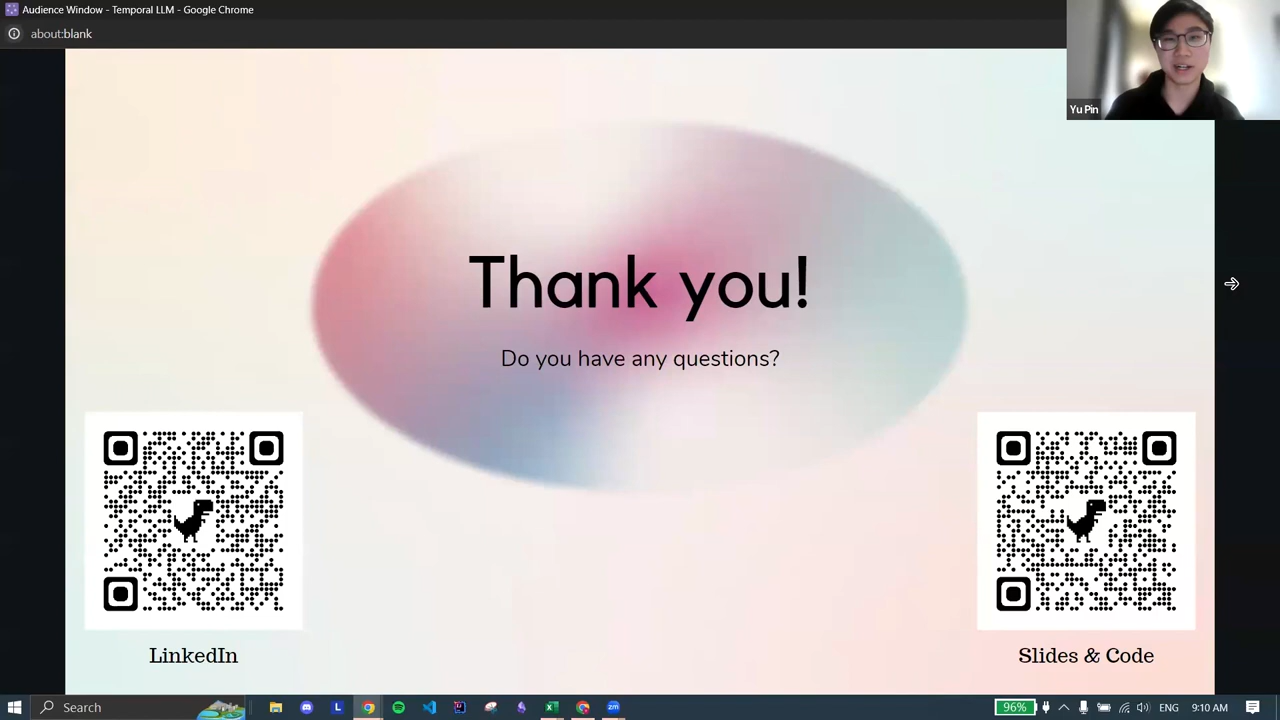 Audience Window - Temporal LLM - Google Chrome
about:blank
Yu Pin
Thank you!
Do you have any questions?
LinkedIn
Slides & Code
Search
L
96%
ENG
9:10 AM